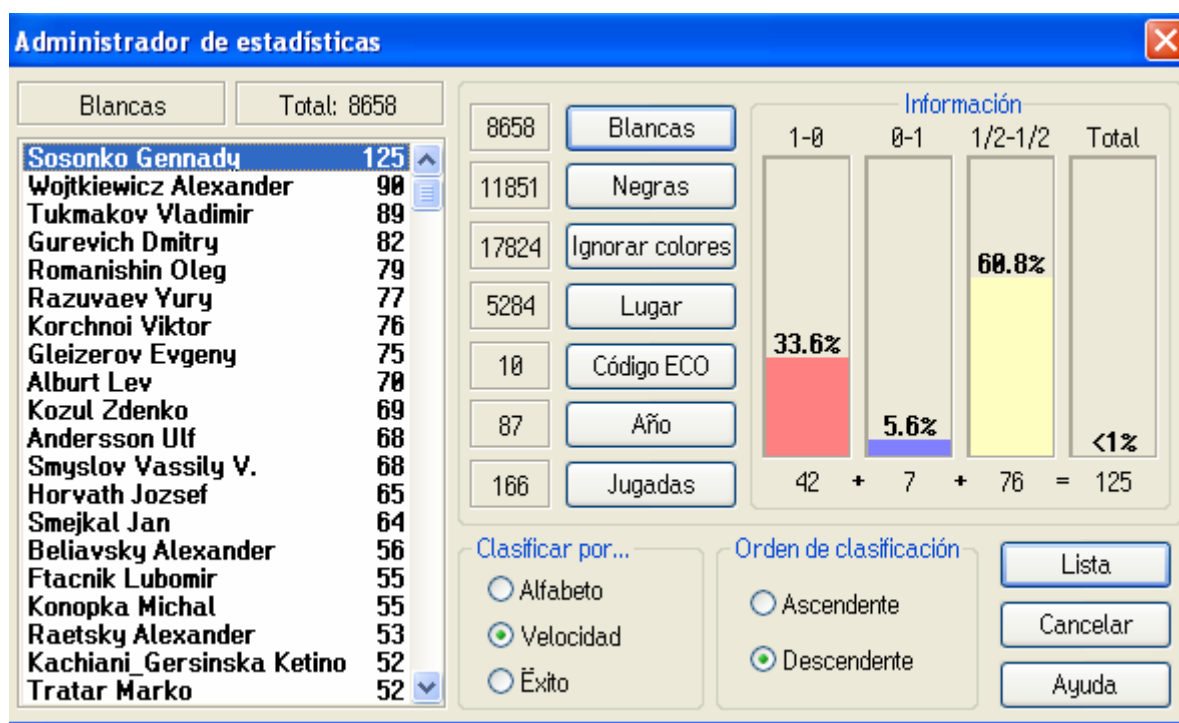 Administrador de estadísticas
Blancas Total: 8658
Sosonko Gennady 125
Wojtkiewicz Alexander 90
Tukmakov Vladimir 89
Gurevich Dmitry 82
Romanishin Oleg 79
Razuvaev Yury 77
Korchnoi Viktor 76
Gleizerov Evgeny 75
Alburt Lev 70
Kozul Zdenko 69
Andersson Ulf 68
Smyslov Vassily V. 68
Horvath Jozsef 65
Smejkal Jan 64
Beliavsky Alexander 56
Ftacnik Lubomir 55
Konopka Michal 55
Raetsky Alexander 53
Kachiani_Gersinska Ketino 52
Tratar Marko 52
8658 Blancas
11851 Negras
17824 Ignorar colores
5284 Lugar
10 Código ECO
87 Año
166 Jugadas
Información
1-0 0-1 1/2-1/2 Total
60.8%
33.6%
5.6%
<1%
42 + 7 + 76 = 125
Clasificar por...
Alfabeto
Velocidad
Ëxito
Orden de clasificación
Ascendente
Descendente
Lista
Cancelar
Ayuda